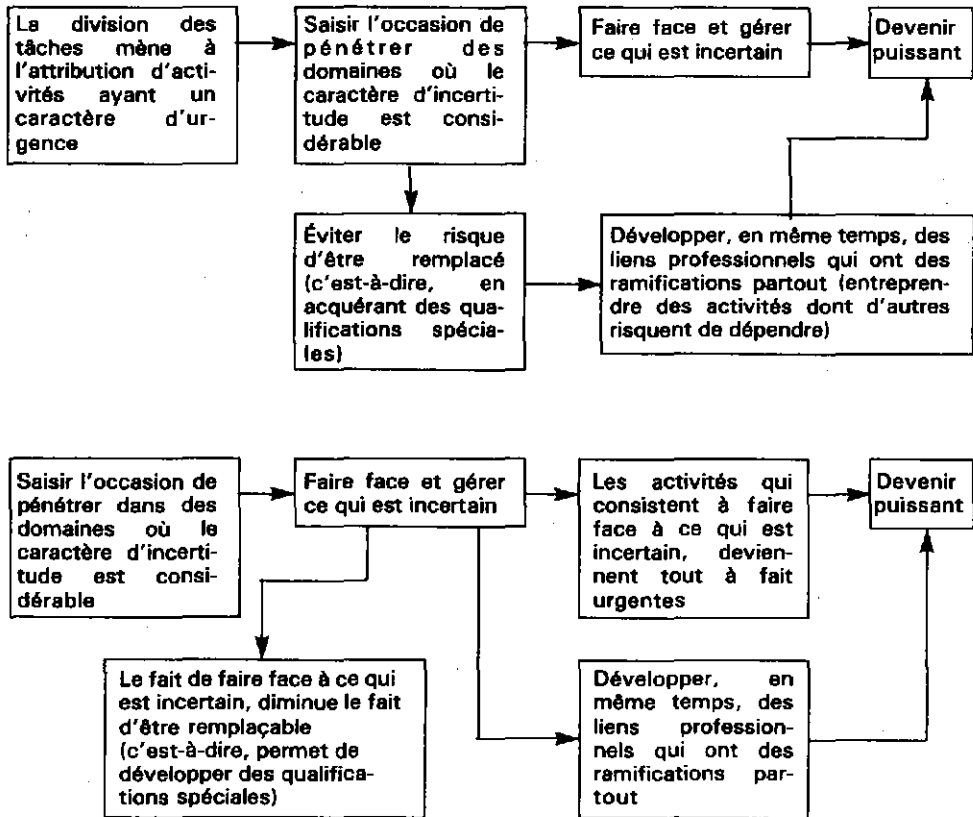 La division des
tâches mène à
l'attribution d'acti-
vités ayant un
caractère d'ur-
gence
Saisir l'occasion de
pénétrer des
domaines où le
caractère d'incerti-
tude est consi-
dérable
Faire face et gérer
ce qui est incertain
Devenir
puissant
Éviter le risque
d'être remplacé
(c'est-à-dire, en
acquérant des qua-
lifications spécia-
les)
Développer, en même temps, des
liens professionnels qui ont des
ramifications partout (entrepren-
dre des activités dont d'autres
risquent de dépendre)
Saisir l'occasion de
pénétrer dans des
domaines où le
caractère d'incerti-
tude est consi-
dérable
Faire face et gérer
ce qui est incertain
Les activités qui
consistent à faire
face à ce qui est
incertain, devien-
nent tout à fait
urgentes
Devenir
puissant
Le fait de faire face à ce qui
est incertain, diminue le fait
d'être remplaçable
(c'est-à-dire, permet de
développer des qualifica-
tions spéciales)
Développer, en
même temps, des
liens profession-
nels qui ont des
ramifications par-
tout